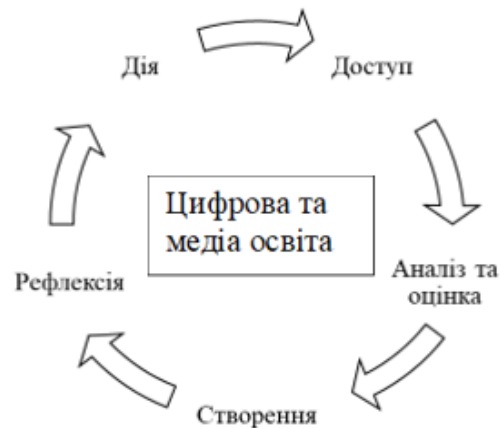 Дія
Доступ
Цифрова та
медіа освіта
Аналіз та
оцінка
Рефлексія
Створення